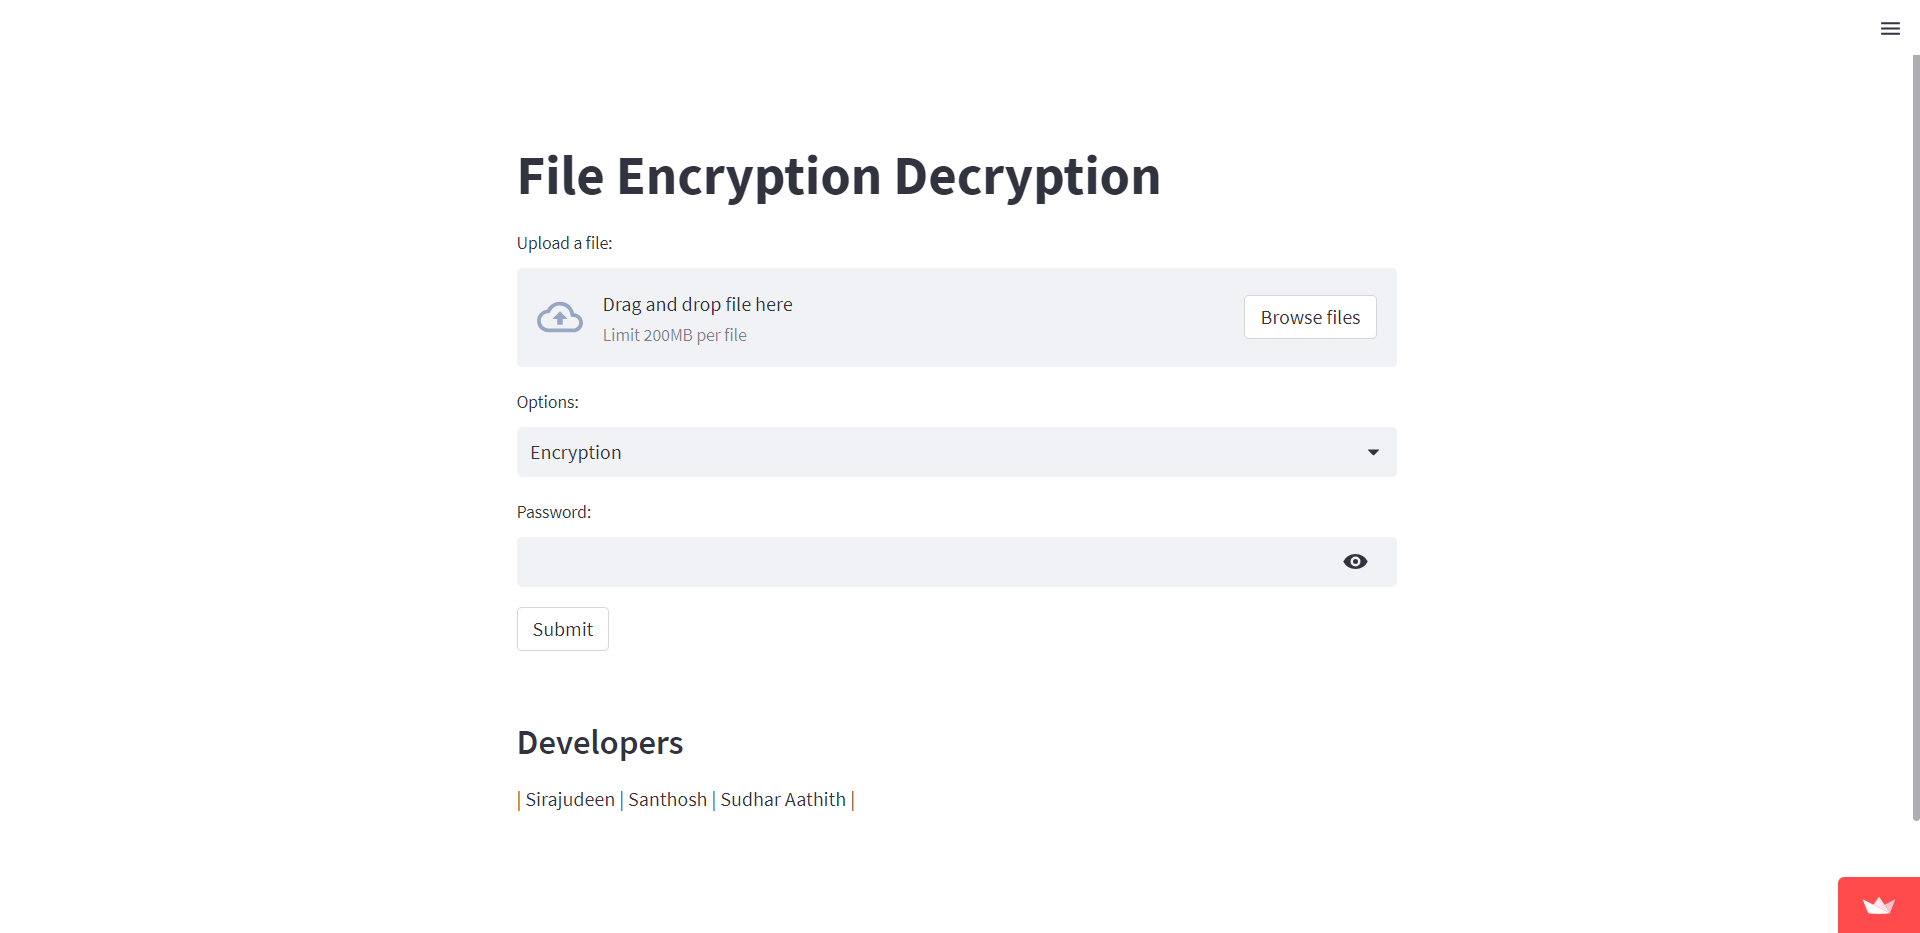 File Encryption Decryption
Upload a file:
Drag and drop file here
Limit 200MB per file
Browse files
Options:
Encryption
Password:
Submit
Developers
| Sirajudeen | Santhosh | Sudhar Aathith |